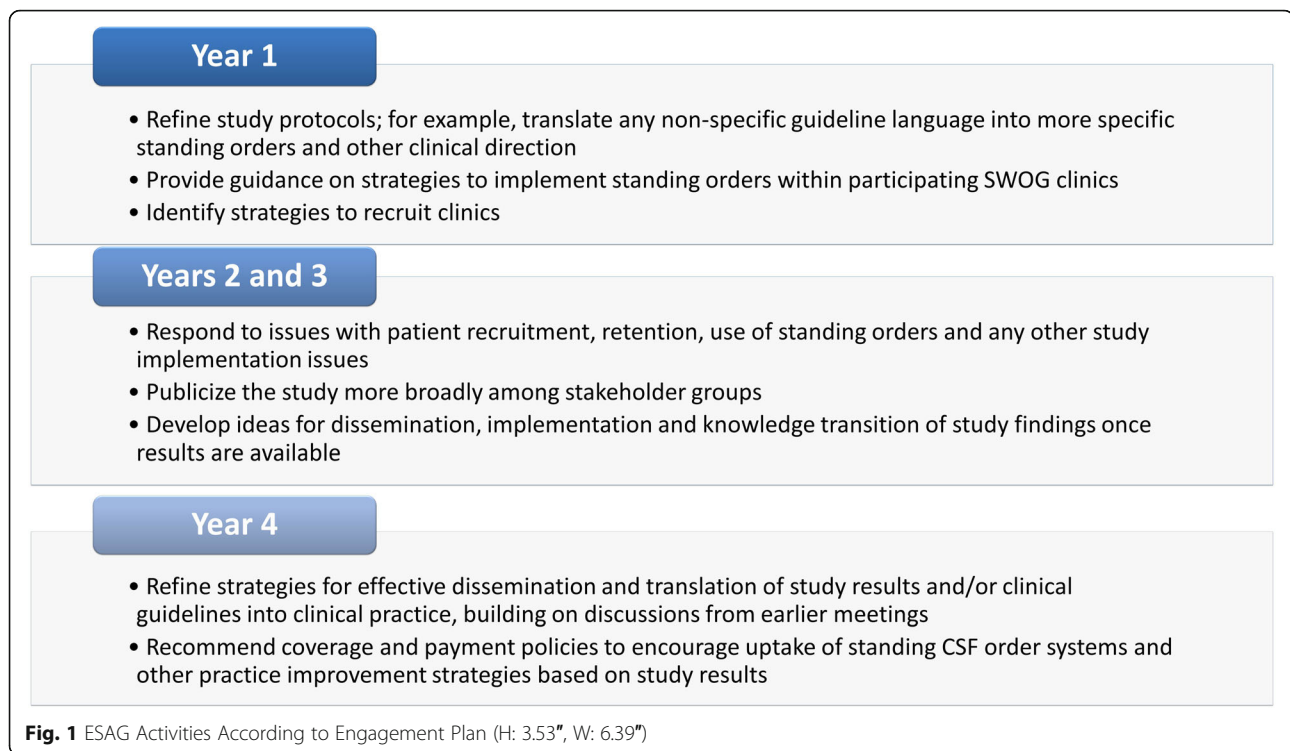 Year 1
• Refine study protocols; for example, translate any non-specific guideline language into more specific
standing orders and other clinical direction
• Provide guidance on strategies to implement standing orders within participating SWOG clinics
• Identify strategies to recruit clinics
Years 2 and 3
• Respond to issues with patient recruitment, retention, use of standing orders and any other study
implementation issues
• Publicize the study more broadly among stakeholder groups
• Develop ideas for dissemination, implementation and knowledge transition of study findings once
results are available
Year 4
• Refine strategies for effective dissemination and translation of study results and/or clinical
guidelines into clinical practice, building on discussions from earlier meetings
• Recommend coverage and payment policies to encourage uptake of standing CSF order systems and
other practice improvement strategies based on study results
Fig. 1 ESAG Activities According to Engagement Plan (H: 3.53″, W: 6.39″)